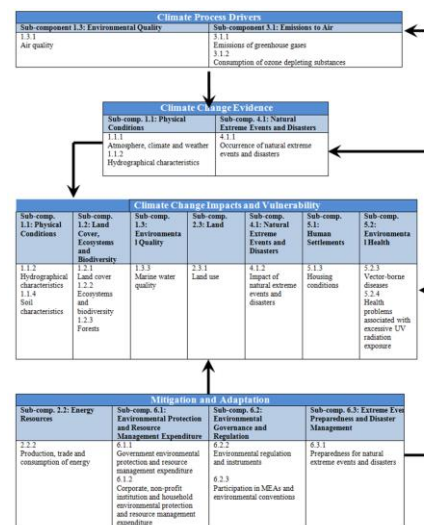 Climate Process Drivers
Sub-component 1.3: Environmental Quality
1.3.1
Air quality
Sub-component 3.1: Emissions to Air
3.1.1
Emissions of greenhouse gases
3.1.2
Consumption of ozone depleting substances
Climate Change Evidence
Sub-comp. 1.1: Physical
Conditions
1.1.1
Atmosphere, climate and weather
1.1.2
Hydrographical characteristics
Sub-comp. 4.1: Natural
Extreme Events and Disasters
4.1.1
Occurrence of natural extreme
events and disasters
Climate Change Impacts and Vulnerability
Sub-comp.
1.1: Physical
Conditions
1.1.2
Hydrographical
characteristics
1.1.4
Soil
characteristics
Sub-comp.
1.2: Land
Cover,
Ecosystems
and
Biodiversity
1.2.1
Land cover
1.2.2
Ecosystems
and
biodiversity
1.2.3
Forests
Sub-comp.
1.3:
Environmenta
l Quality
1.3.3
Marine water
quality
Sub-comp.
2.3: Land
2.3.1
Land use
Sub-comp.
4.1: Natural
Extreme
Events and
Disasters
4.1.2
Impact of
natural extreme
events and
disasters
Sub-comp.
5.1:
Human
Settlements
5.1.3
Housing
conditions
Sub-comp.
5.2:
Environmenta
l Health
5.2.3
Vector-borne
diseases
5.2.4
Health
problems
associated with
excessive UV
radiation
exposure
Mitigation and Adaptation
Sub-comp. 2.2: Energy
Resources
2.2.2
Production, trade and
consumption of energy
Sub-comp. 6.1:
Environmental Protection
and Resource
Management Expenditure
6.1.1
Government environmental
protection and resource
management expenditure
6.1.2
Corporate, non-profit
institution and household
environmental protection
and resource management
expenditure
Sub-comp. 6.2:
Environmental
Governance and
Regulation
6.2.2
Environmental regulation
and instruments
6.2.3
Participation in MEAs and
environmental conventions
Sub-comp. 6.3: Extreme Even
Preparedness and Disaster
Management
6.3.1
Preparedness for natural
extreme events and disasters